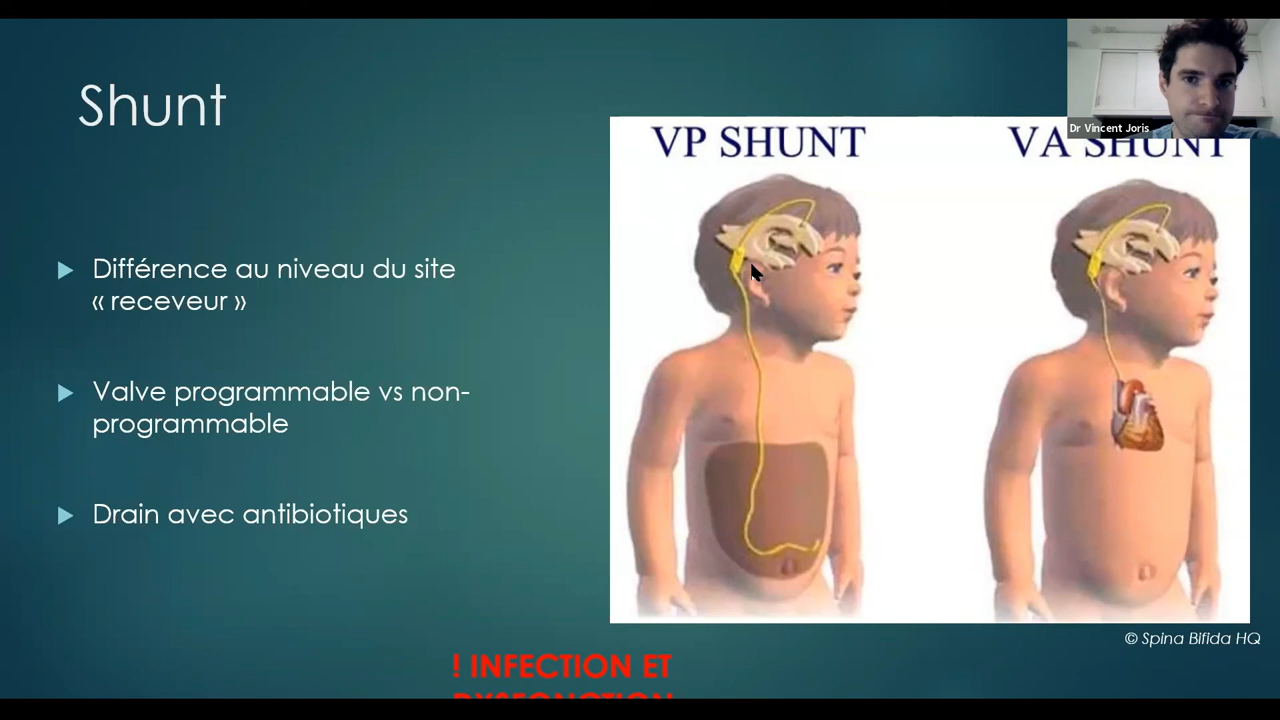 Shunt
Différence au niveau du site
« receveur »
Valve programmable vs non-
programmable
Drain avec antibiotiques
VP SHUNT
VA SHUNT
Dr Vincent Joris
© Spina Bifida HQ
! INFECTION ET
DYSFONCTION